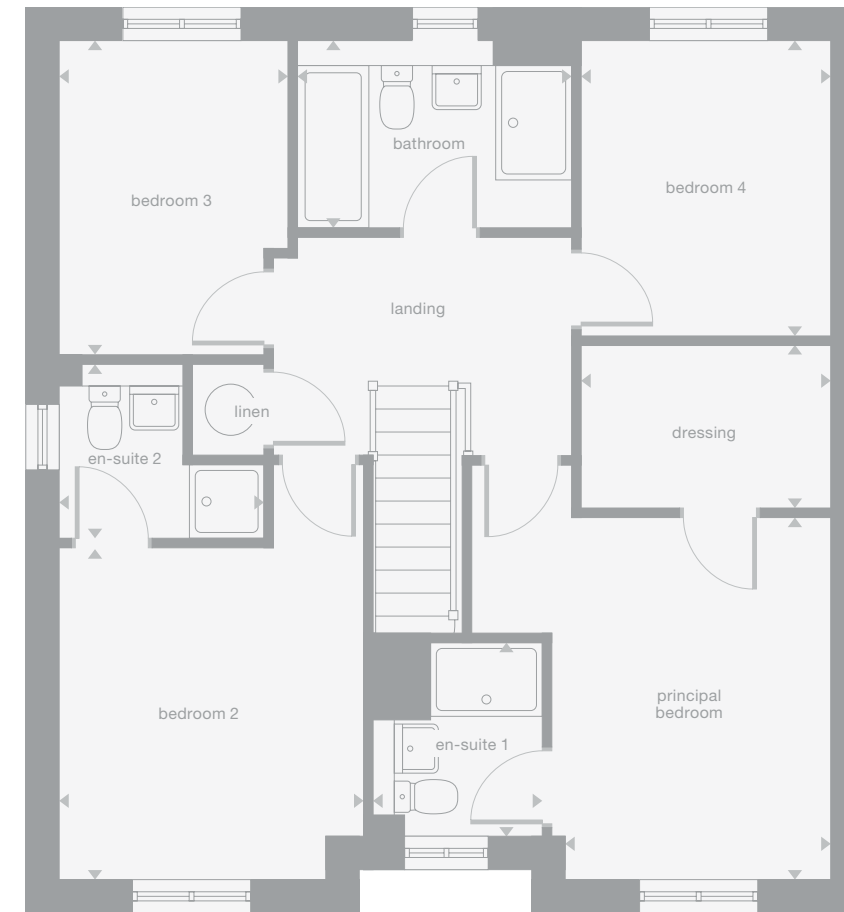 bathroom
bedroom 3
bedroom 4
landing
linen
dressing
en-suite 2
principal
bedroom
bedroom 2
en-suite 1